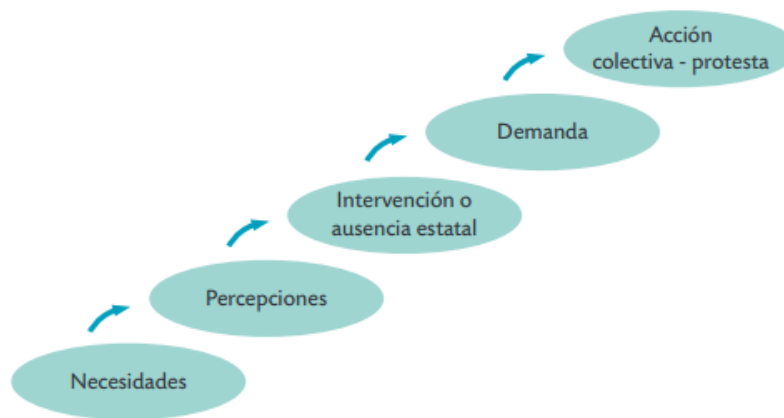 Acción
colectiva - protesta
Demanda
Intervención o
ausencia estatal
Percepciones
Necesidades